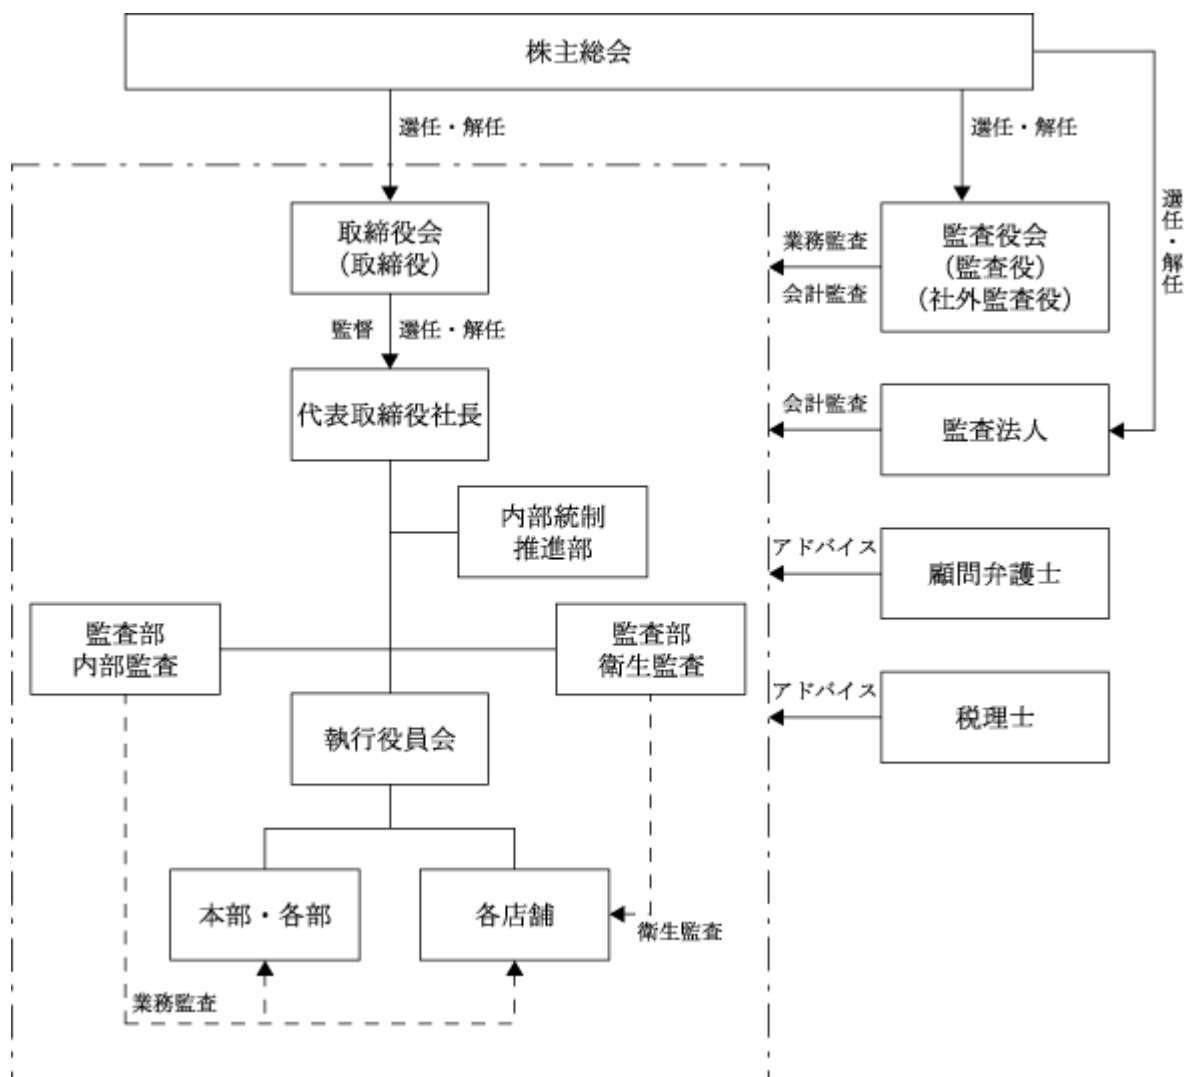 株主総会
選任・解任
選任・解任
選任・解任
取締役会
（取締役）
業務監査
会計監査
監査役会
（監査役）
（社外監査役）
監督
選任・解任
代表取締役社長
会計監査
監査法人
内部統制
推進部
アドバイス
顧問弁護士
監査部
内部監査
監査部
衛生監査
アドバイス
税理士
執行役員会
本部・各部
各店舗
衛生監査
業務監査